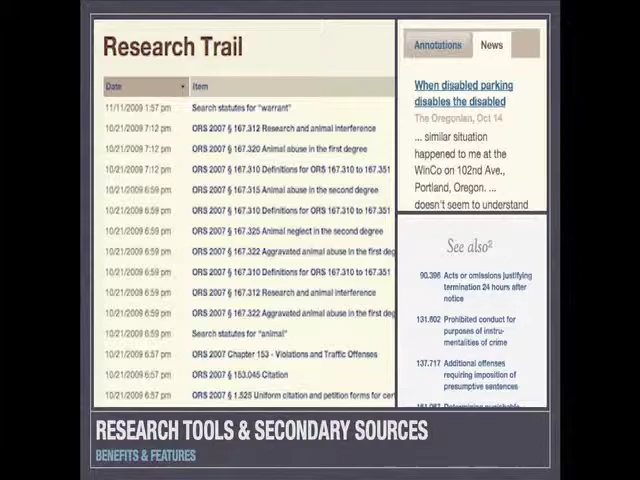 Research Trail
Date Item
11/11/2009 1:57 pm Search statutes for "warrant"
10/21/2009 7:12 pm ORS 2007 § 167.312 Research and animal interference
10/21/2009 7:12 pm ORS 2007 § 167.320 Animal abuse in the first degree
10/21/2009 7:12 pm ORS 2007 § 167.310 Definitions for ORS 167.310 to 167.351
10/21/2009 6:59 pm ORS 2007 § 167.315 Animal abuse in the second degree
10/21/2009 6:59 pm ORS 2007 § 167.310 Definitions for ORS 167.310 to 167.351
10/21/2009 6:59 pm ORS 2007 § 167.325 Animal neglect in the second degree
10/21/2009 6:59 pm ORS 2007 § 167.322 Aggravated animal abuse in the first deg
10/21/2009 6:59 pm ORS 2007 § 167.310 Definitions for ORS 167.310 to 167.351
10/21/2009 6:59 pm ORS 2007 § 167.312 Research and animal interference
10/21/2009 6:59 pm ORS 2007 § 167.322 Aggravated animal abuse in the first deg
10/21/2009 6:59 pm Search statutes for "animal"
10/21/2009 6:57 pm ORS 2007 Chapter 153 - Violations and Traffic Offenses
10/21/2009 6:57 pm ORS 2007 § 153.045 Citation
10/21/2009 6:57 pm ORS 2007 § 1.525 Uniform citation and petition forms for cer
Annotations News
When disabled parking
disables the disabled
The Oregonian, Oct 14
... similar situation
happened to me at the
WinCo on 102nd Ave.,
Portland, Oregon. ...
doesn't seem to understand
See also²
90.396 Acts or omissions justifying
termination 24 hours after
notice
131.602 Prohibited conduct for
purposes of instru-
mentalities of crime
137.717 Additional offenses
requiring imposition of
presumptive sentences
RESEARCH TOOLS & SECONDARY SOURCES
BENEFITS & FEATURES